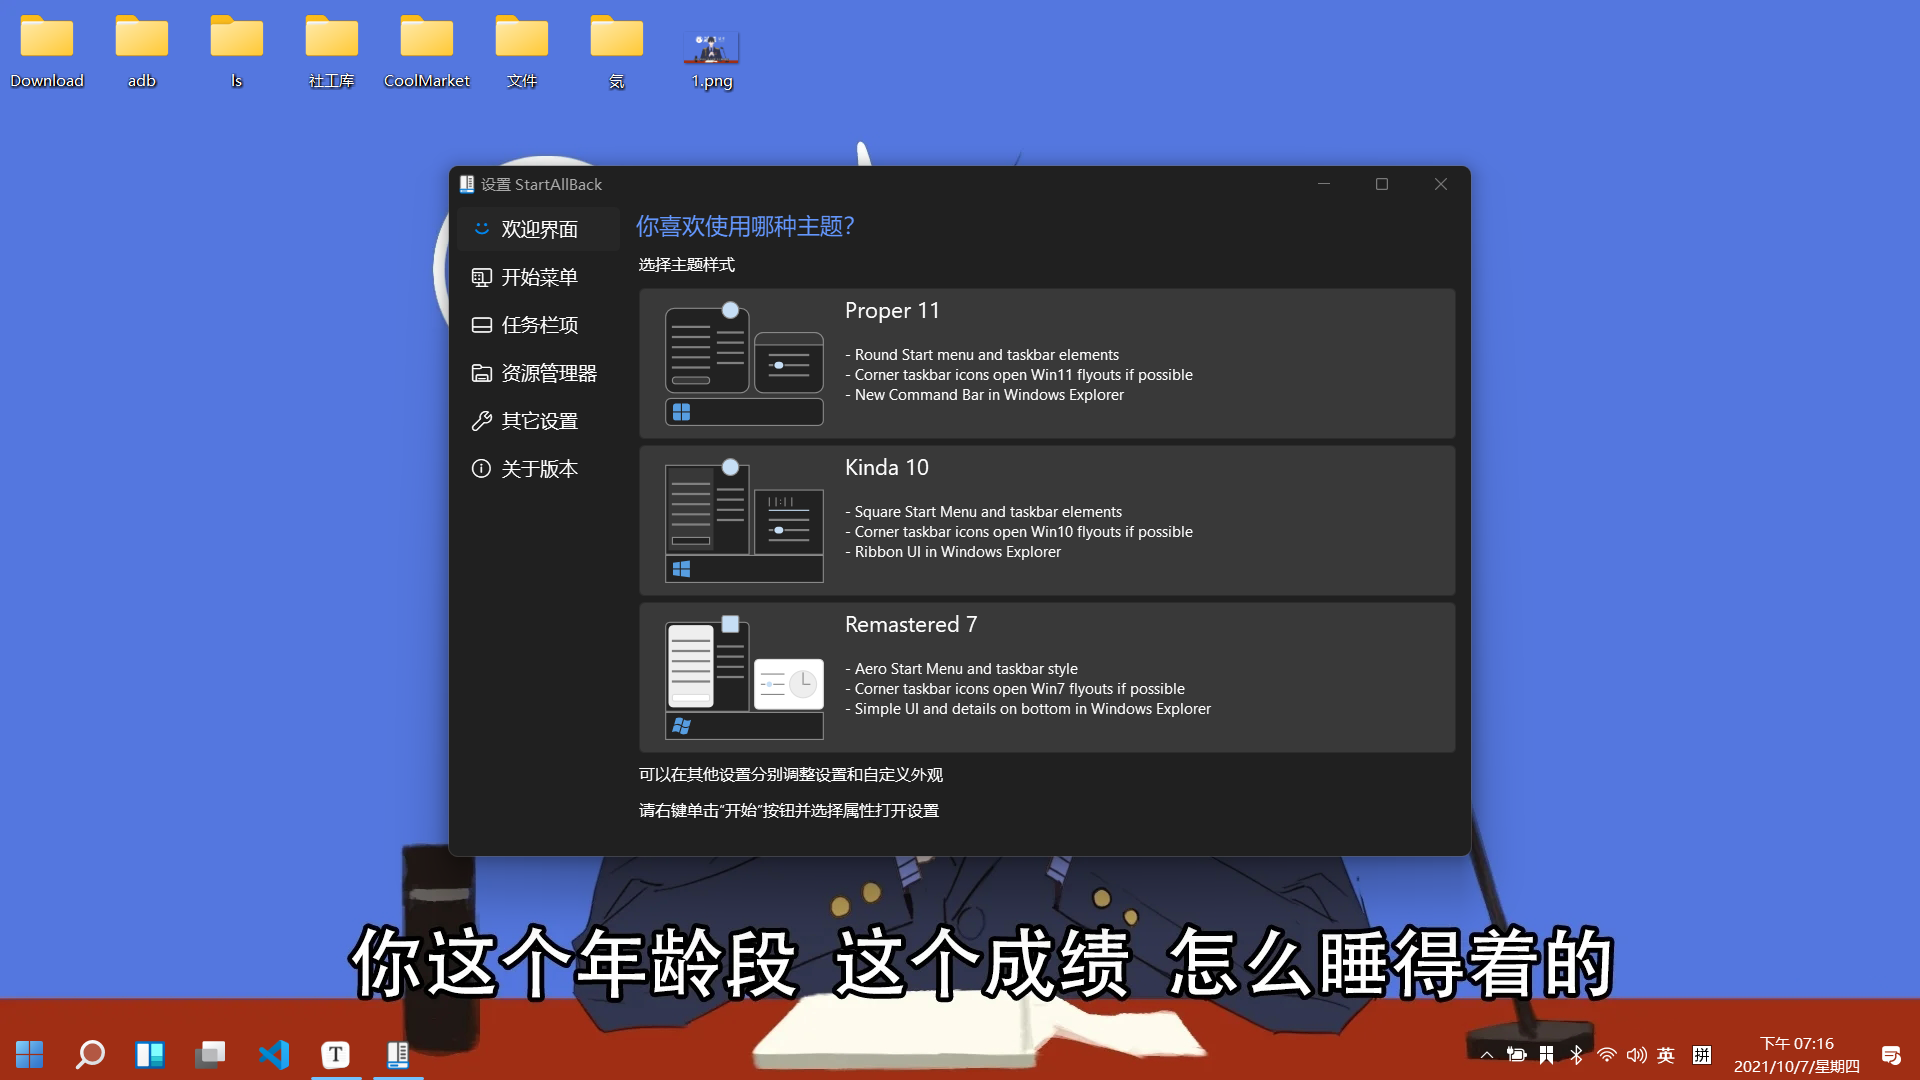 Download
adb
ls
社工库
CoolMarket
文件
気
1.png
设置 StartAllBack
欢迎界面
开始菜单
任务栏项
资源管理器
其它设置
关于版本
你喜欢使用哪种主题?
选择主题样式
Proper 11
- Round Start menu and taskbar elements
- Corner taskbar icons open Win11 flyouts if possible
- New Command Bar in Windows Explorer
Kinda 10
- Square Start Menu and taskbar elements
- Corner taskbar icons open Win10 flyouts if possible
- Ribbon UI in Windows Explorer
11:11
Remastered 7
- Aero Start Menu and taskbar style
- Corner taskbar icons open Win7 flyouts if possible
- Simple UI and details on bottom in Windows Explorer
可以在其他设置分别调整设置和自定义外观
请右键单击“开始”按钮并选择属性打开设置
你这个年龄段 这个成绩 怎么睡得着的
T
英
拼
下午 07:16
2021/10/7/星期四